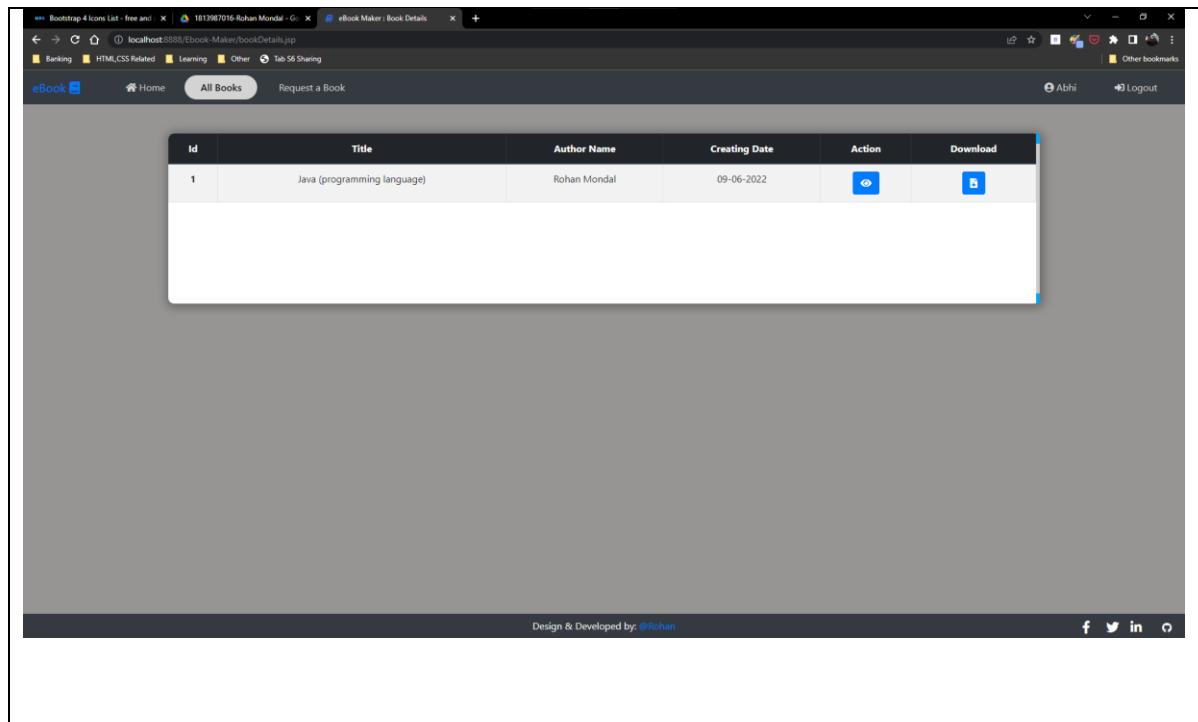 Bootstrap 4 Icons List - free and
1813987016-Rohan Mondal - Go
eBook Maker : Book Details
localhost:8888/Ebook-Maker/bookDetails.jsp
Banking HTML,CSS Related Learning Other Tab S6 Sharing Other bookmarks
eBook Home All Books Request a Book Abhi Logout
Id Title Author Name Creating Date Action Download
1 Java (programming language) Rohan Mondal 09-06-2022
Design & Developed by: @Rohan